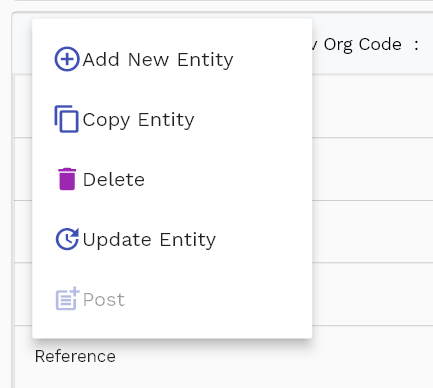 Org Code :
Add New Entity
Copy Entity
Delete
Update Entity
Post
Reference